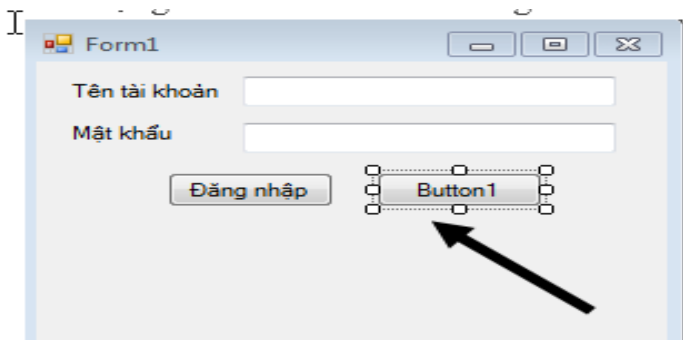 Form1
Tên tài khoản
Mật khẩu
Đăng nhập Button1